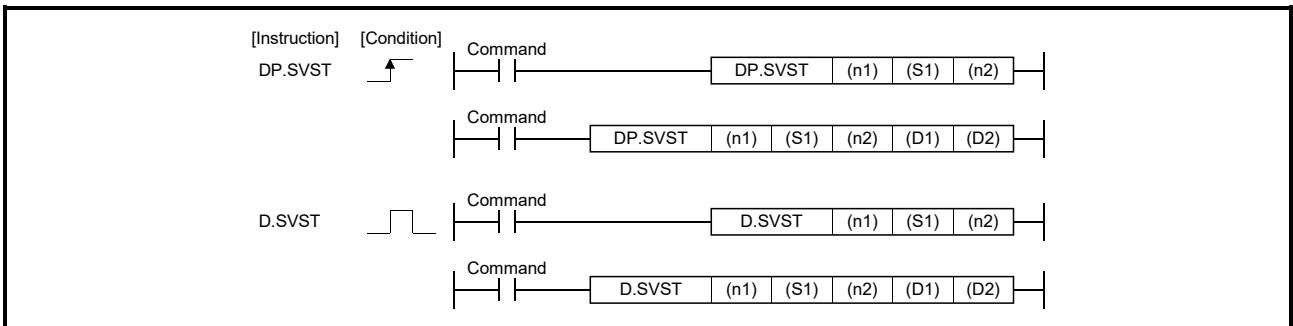 [Instruction] [Condition]
Command
DP.SVST DP.SVST (n1) (S1) (n2)
Command
DP.SVST (n1) (S1) (n2) (D1) (D2)
Command
D.SVST D.SVST (n1) (S1) (n2)
Command
D.SVST (n1) (S1) (n2) (D1) (D2)